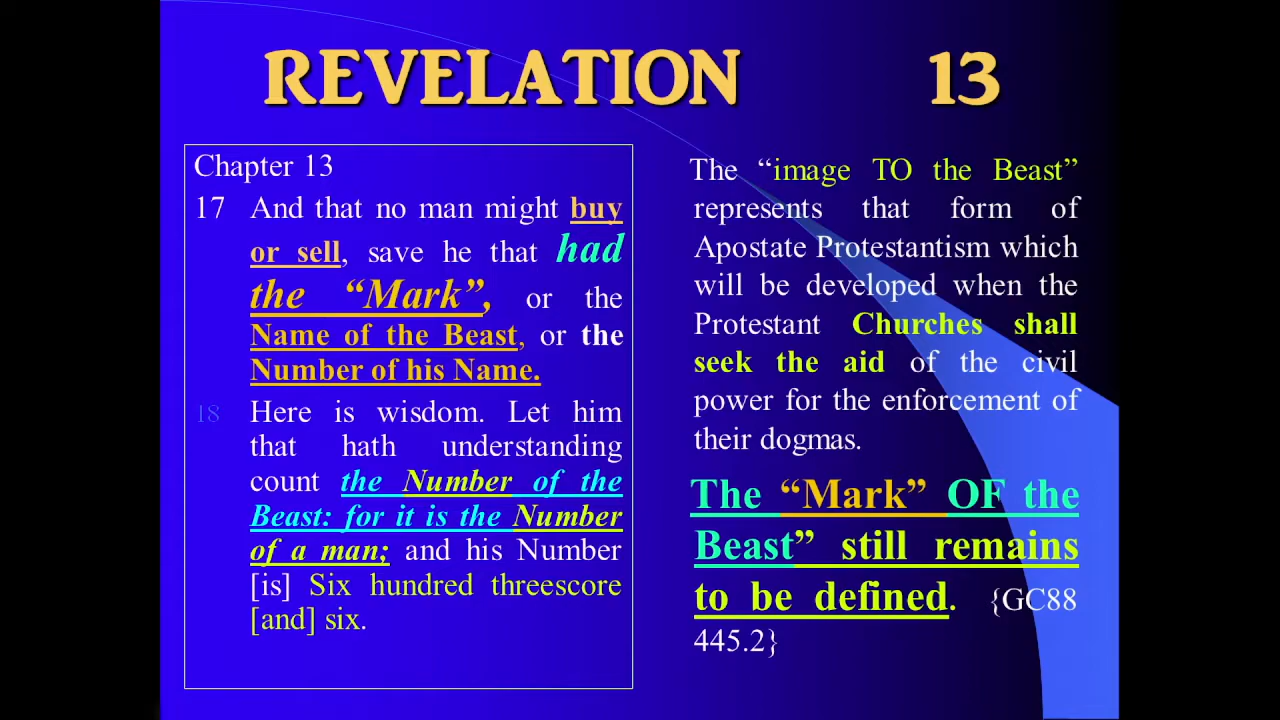 REVELATION 13
Chapter 13
17 And that no man might buy
or sell, save he that had
the “Mark”, or the
Name of the Beast, or the
Number of his Name.
18 Here is wisdom. Let him
that hath understanding
count the Number of the
Beast: for it is the Number
of a man; and his Number
[is] Six hundred threescore
[and] six.
The “image TO the Beast”
represents that form of
Apostate Protestantism which
will be developed when the
Protestant Churches shall
seek the aid of the civil
power for the enforcement of
their dogmas.
The “Mark” OF the
Beast” still remains
to be defined. {GC88
445.2}